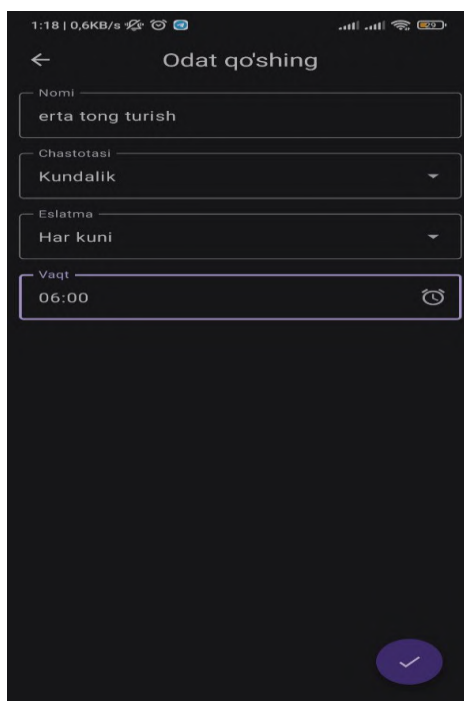 1:18 | 0,6KB/s
29
Odat qo'shing
Nomi
erta tong turish
Chastotasi
Kundalik
Eslatma
Har kuni
Vaqt
06:00